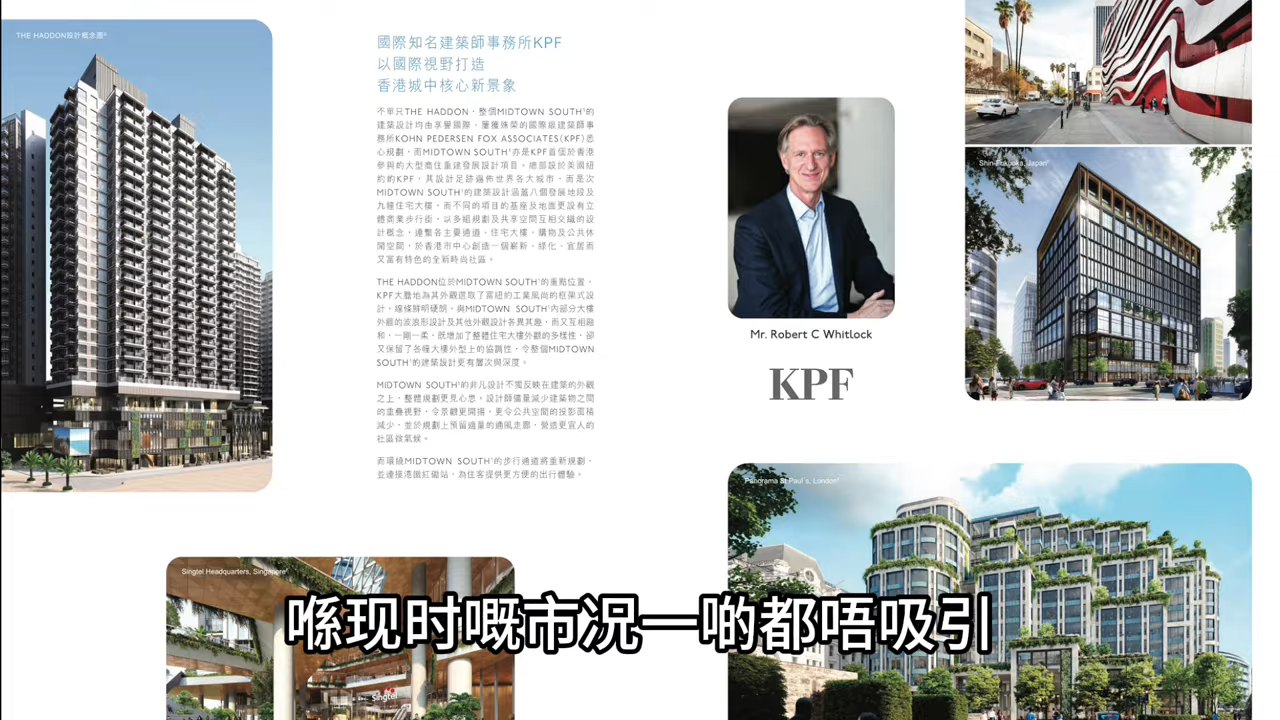 THE HADDON設計概念圖
國際知名建築師事務所KPF
以國際視野打造
香港城中核心新景象
不單只THE HADDON，整個MIDTOWN SOUTH¹的
建築設計均由享譽國際、屢獲殊榮的國際級建築師事
務所KOHN PEDERSEN FOX ASSOCIATES(KPF)悉
心規劃，而MIDTOWN SOUTH¹亦是KPF首個於香港
參與的大型商住重建發展設計項目。總部設於美國紐
約的KPF，其設計足跡遍佈世界各大城市，而是次
MIDTOWN SOUTH¹的建築設計涵蓋八個發展地段及
九幢住宅大樓，而不同的項目的基座及地面更設有立
體商業步行街，以多組規劃及共享空間互相交織的設
計概念，連繫各主要通道、住宅大樓、購物及公共休
閒空間，於香港市中心創造一個嶄新、綠化、宜居而
又富有特色的全新時尚社區。
THE HADDON位於MIDTOWN SOUTH¹的重點位置，
KPF大膽地為其外觀選取了富紐約工業風尚的框架式設
計，線條鮮明硬朗，與MIDTOWN SOUTH¹內部分大樓
外牆的波浪形設計及其他外觀設計各異其趣，而又互相融
和，一剛一柔，既增加了整體住宅大樓外觀的多樣性，卻
又保留了各幢大樓外型上的協調性，令整個MIDTOWN
SOUTH¹的建築設計更有層次與深度。
MIDTOWN SOUTH¹的非凡設計不獨反映在建築的外觀
之上，整體規劃更見心思。設計師儘量減少建築物之間
的重疊視野，令景觀更開揚，更令公共空間的投影面積
減少，並於規劃上預留適量的通風走廊，營造更宜人的
社區微氣候。
而環繞MIDTOWN SOUTH¹的步行通道將重新規劃，
並連接港鐵紅磡站，為住客提供更方便的出行體驗。
Mr. Robert C Whitlock
KPF
Shin-Fukuoka, Japan
Panorama St Paul's, London
Singtel Headquarters, Singapore
Singtel
喺现时嘅市况一啲都唔吸引